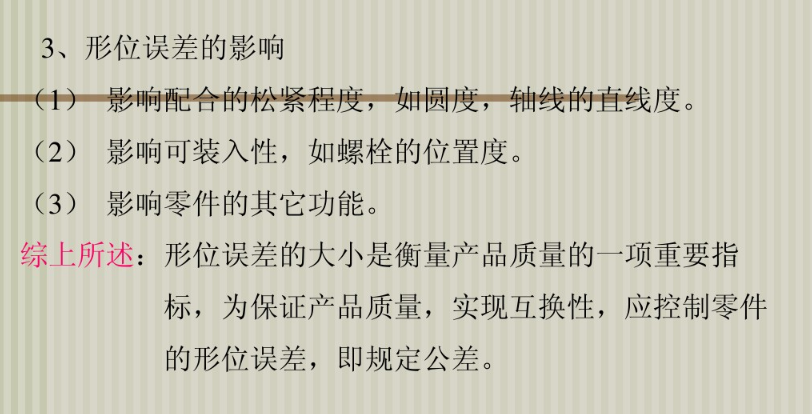 3、形位误差的影响
（1） 影响配合的松紧程度，如圆度，轴线的直线度。
（2） 影响可装入性，如螺栓的位置度。
（3） 影响零件的其它功能。
综上所述：形位误差的大小是衡量产品质量的一项重要指
标，为保证产品质量，实现互换性，应控制零件
的形位误差，即规定公差。